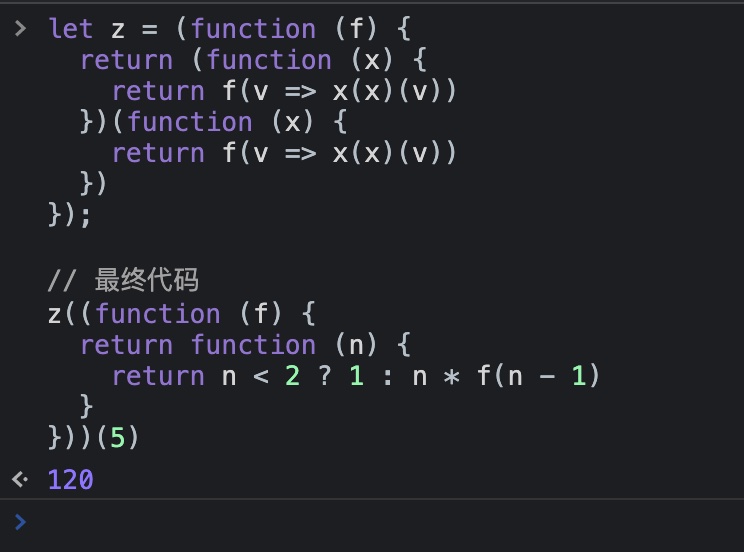 > let z = (function (f) {
  return (function (x) {
    return f(v => x(x)(v))
  })(function (x) {
    return f(v => x(x)(v))
  })
});

// 最终代码
z((function (f) {
  return function (n) {
    return n < 2 ? 1 : n * f(n - 1)
  }
}))(5)
120
>